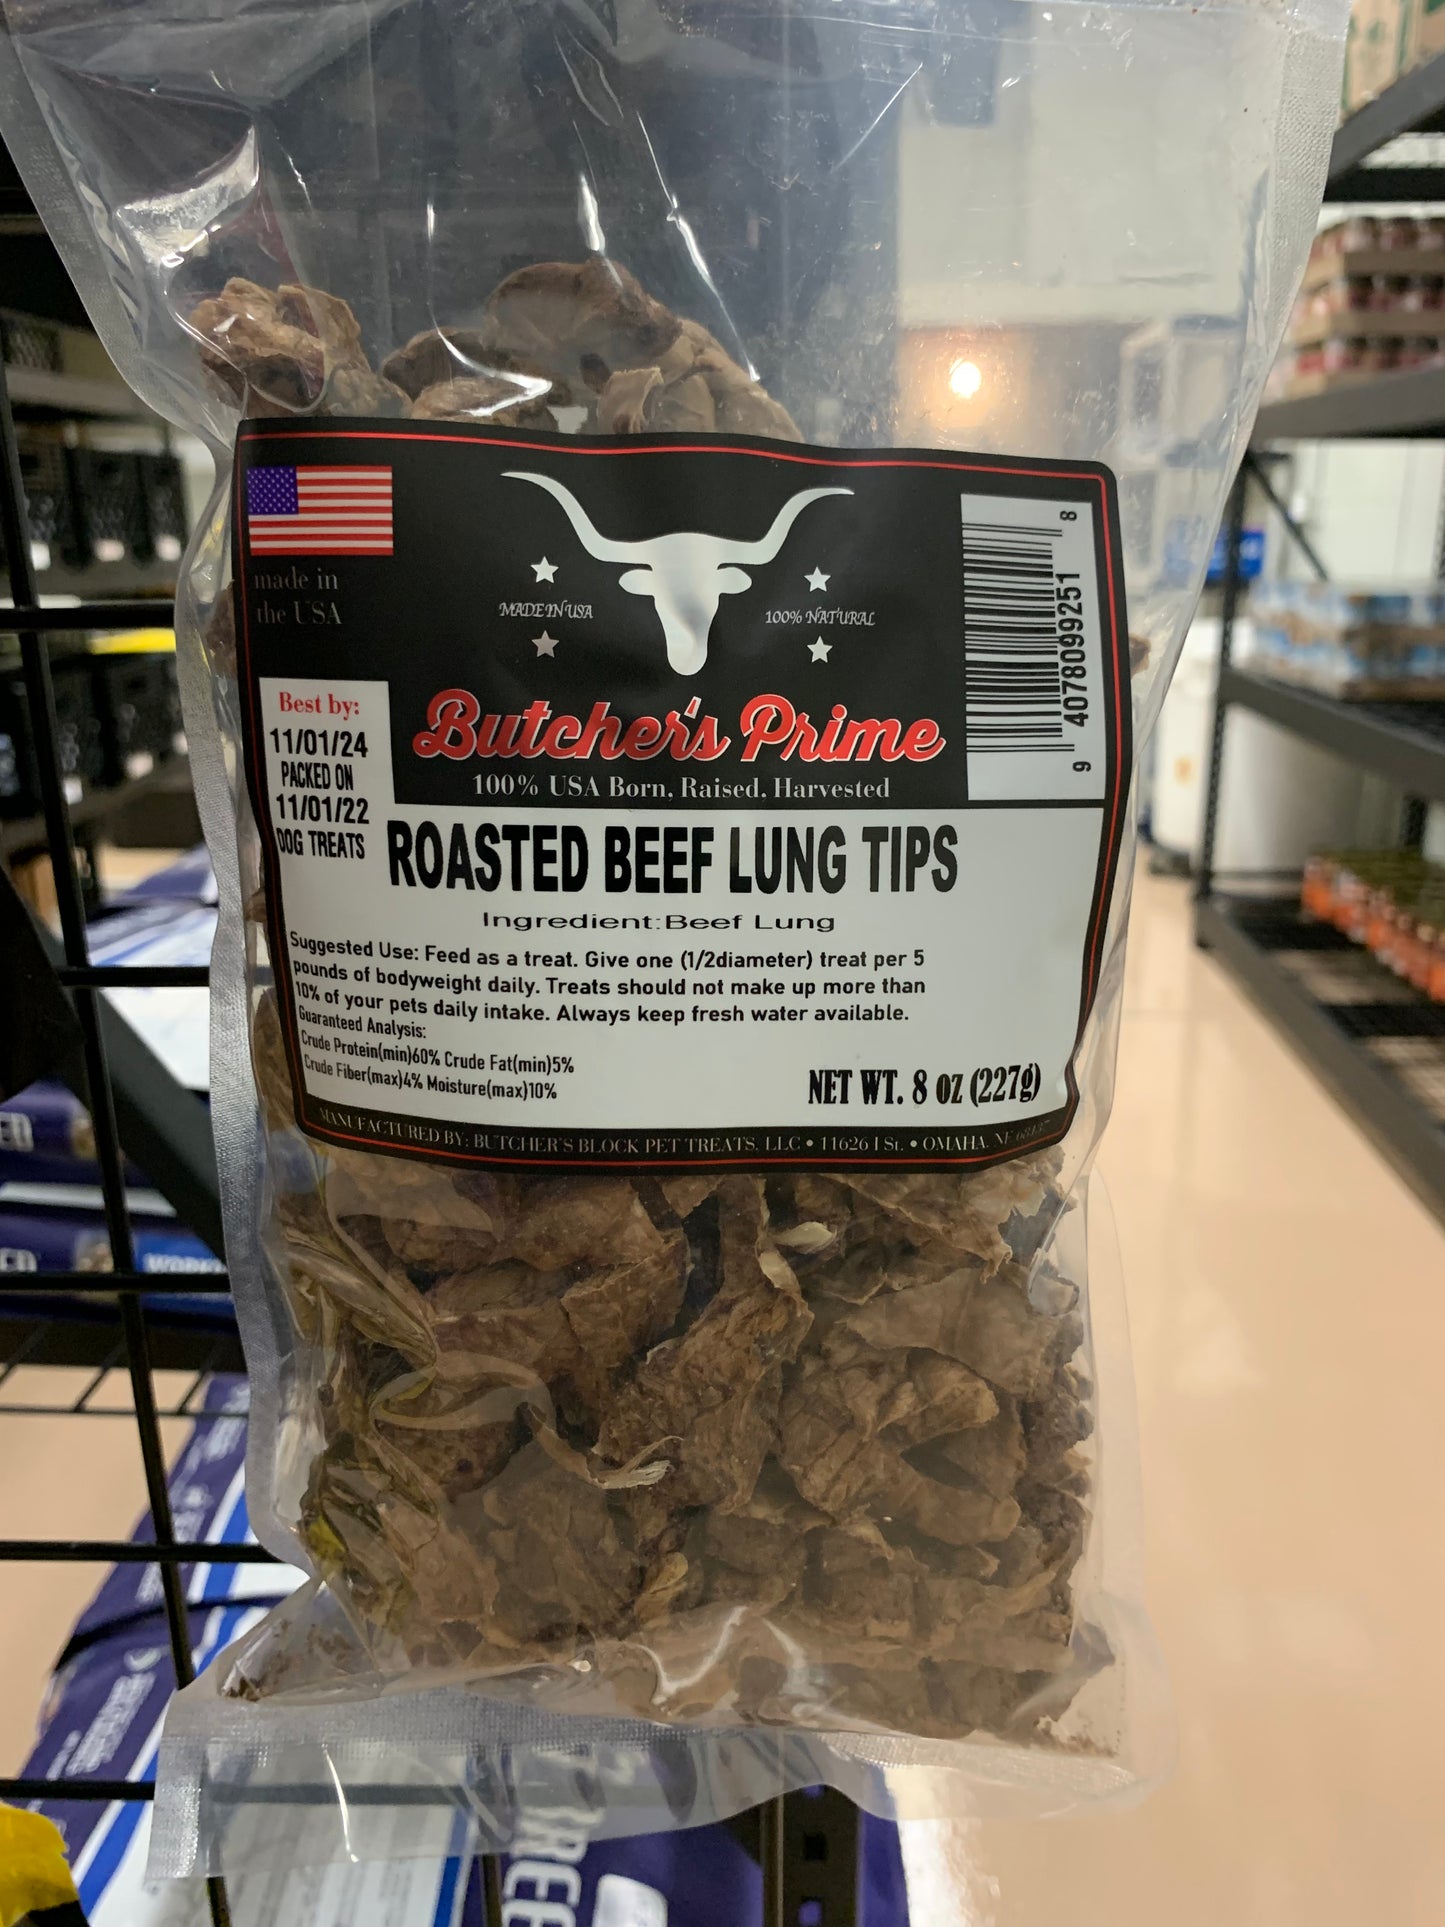 made in
the USA
MADE IN USA
100% NATURAL
8
4078099251
9
Best by:
11/01/24
PACKED ON
11/01/22
DOG TREATS
Butcher's Prime
100% USA Born, Raised, Harvested
ROASTED BEEF LUNG TIPS
Ingredient:Beef Lung
Suggested Use: Feed as a treat. Give one (1/2diameter) treat per 5
pounds of bodyweight daily. Treats should not make up more than
10% of your pets daily intake. Always keep fresh water available.
Guaranteed Analysis:
Crude Protein(min)60% Crude Fat(min)5%
Crude Fiber(max)4% Moisture(max)10%
NET WT. 8 OZ (227g)
MANUFACTURED BY: BUTCHER'S BLOCK PET TREATS, LLC • 11626 I St. • OMAHA, NE